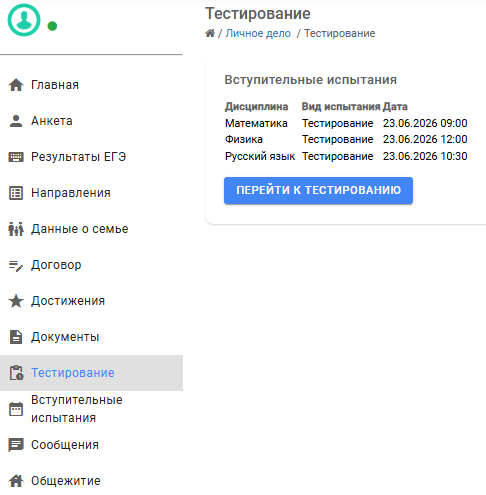 Тестирование
/ Личное дело / Тестирование
Главная
Анкета
Результаты ЕГЭ
Направления
Данные о семье
Договор
Достижения
Документы
Тестирование
Вступительные
испытания
Сообщения
Общежитие
Вступительные испытания
Дисциплина Вид испытания Дата
Математика Тестирование 23.06.2026 09:00
Физика Тестирование 23.06.2026 12:00
Русский язык Тестирование 23.06.2026 10:30
ПЕРЕЙТИ К ТЕСТИРОВАНИЮ